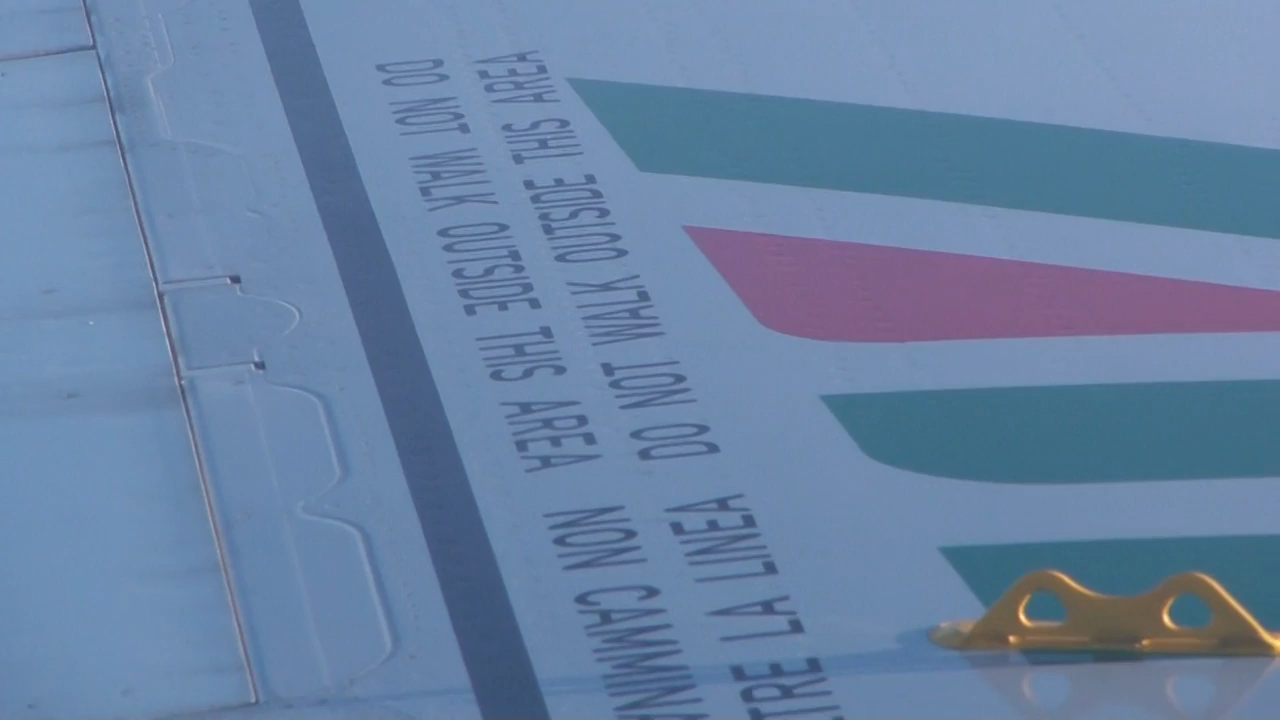 DO NOT WALK OUTSIDE THIS AREA NON CAMMINA
TRE LA LINEA DO NOT WALK OUTSIDE THIS AREA